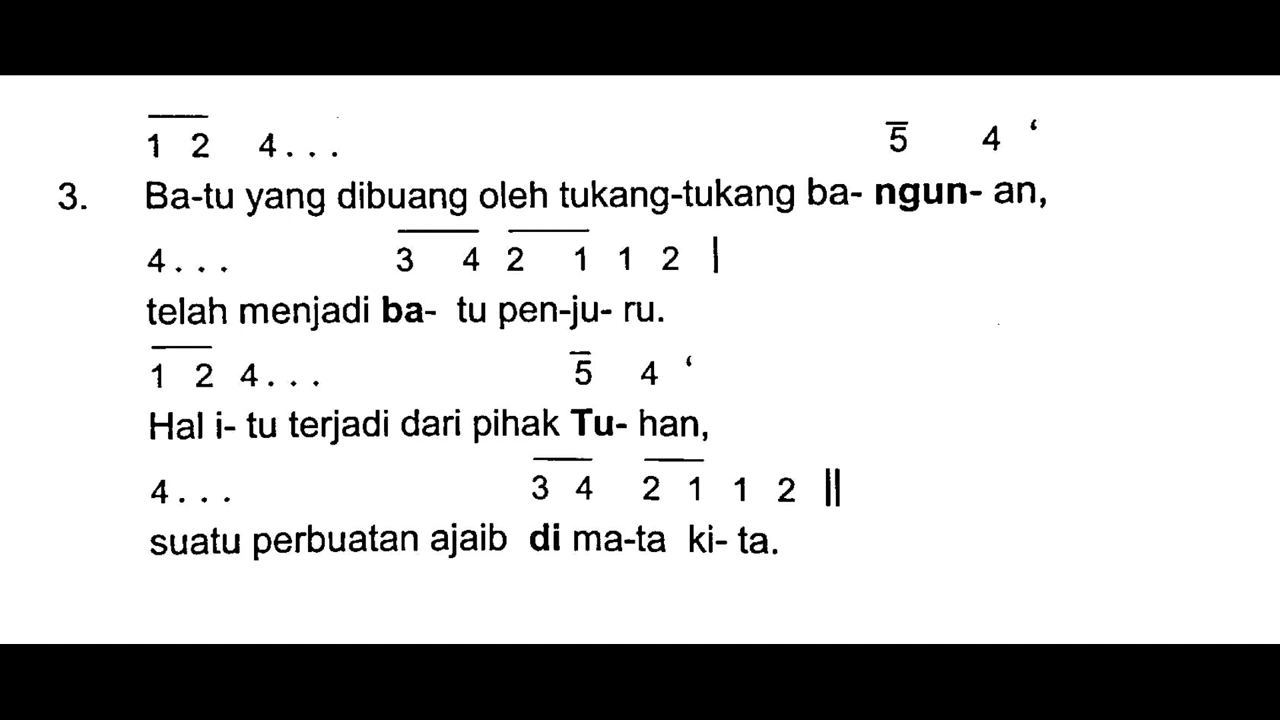 1 2 4 . . . 5 4 ‘
3. Ba-tu yang dibuang oleh tukang-tukang ba- ngun- an,
4 . . . 3 4 2 1 1 2 |
telah menjadi ba- tu pen-ju- ru.
1 2 4 . . . 5 4 ‘
Hal i- tu terjadi dari pihak Tu- han,
4 . . . 3 4 2 1 1 2 ||
suatu perbuatan ajaib di ma-ta ki- ta.